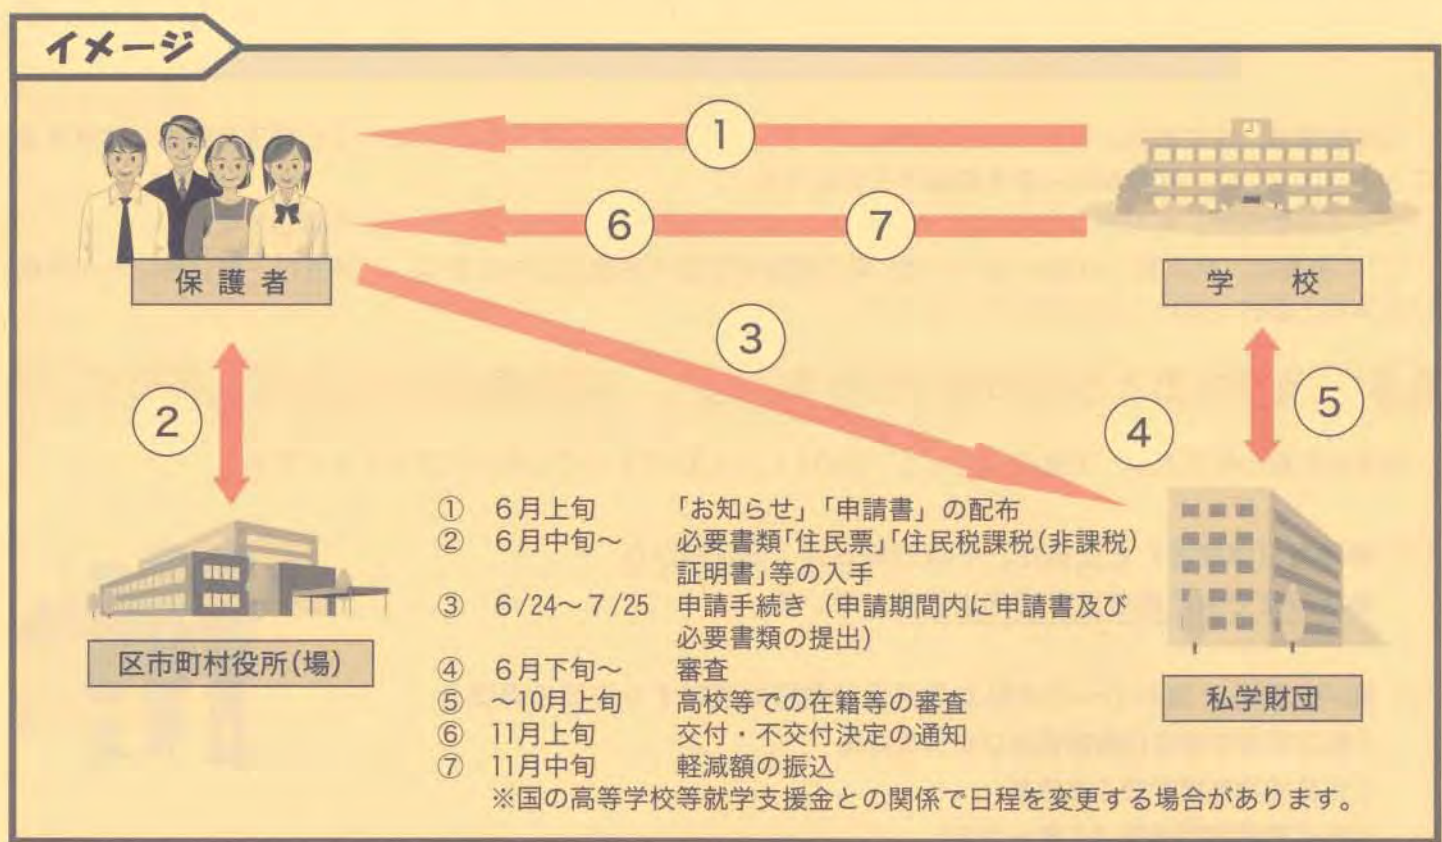 イメージ
①
⑥ ⑦
保護者
学 校
③
②
④
⑤
① 6月上旬 「お知らせ」「申請書」の配布
② 6月中旬～ 必要書類「住民票」「住民税課税(非課税)
証明書」等の入手
③ 6/24～7/25 申請手続き（申請期間内に申請書及び
必要書類の提出）
④ 6月下旬～ 審査
⑤ ～10月上旬 高校等での在籍等の審査
⑥ 11月上旬 交付・不交付決定の通知
⑦ 11月中旬 軽減額の振込
※国の高等学校等就学支援金との関係で日程を変更する場合があります。
区市町村役所(場)
私学財団